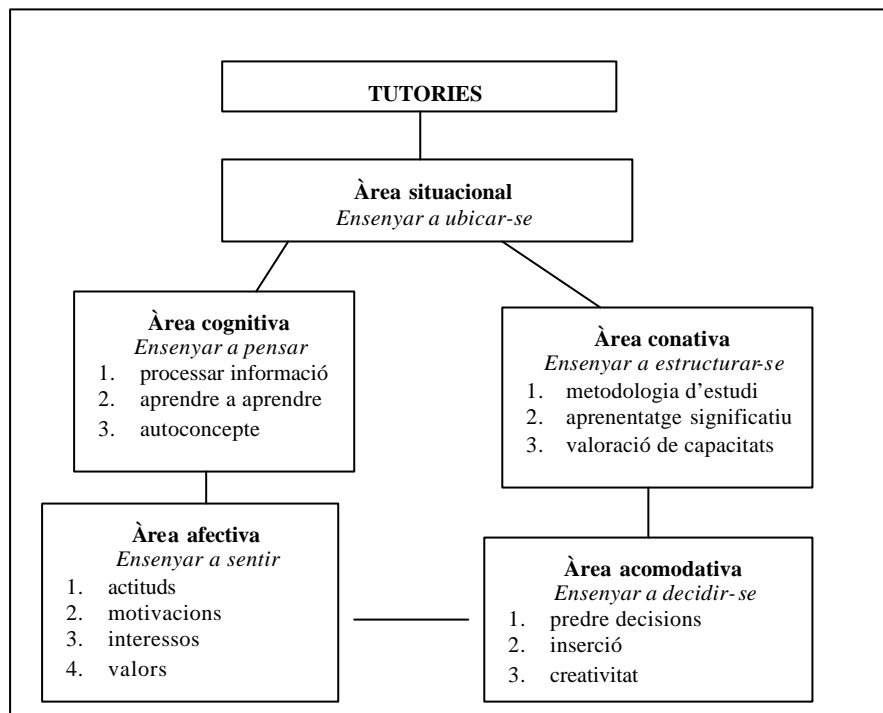 TUTORIES
Àrea situacional
Ensenyar a ubicar-se
Àrea cognitiva
Ensenyar a pensar
1. processar informació
2. aprendre a aprendre
3. autoconcepte
Àrea conativa
Ensenyar a estructurar-se
1. metodologia d’estudi
2. aprenentatge significatiu
3. valoració de capacitats
Àrea afectiva
Ensenyar a sentir
1. actituds
2. motivacions
3. interessos
4. valors
Àrea acomodativa
Ensenyar a decidir-se
1. predre decisions
2. inserció
3. creativitat